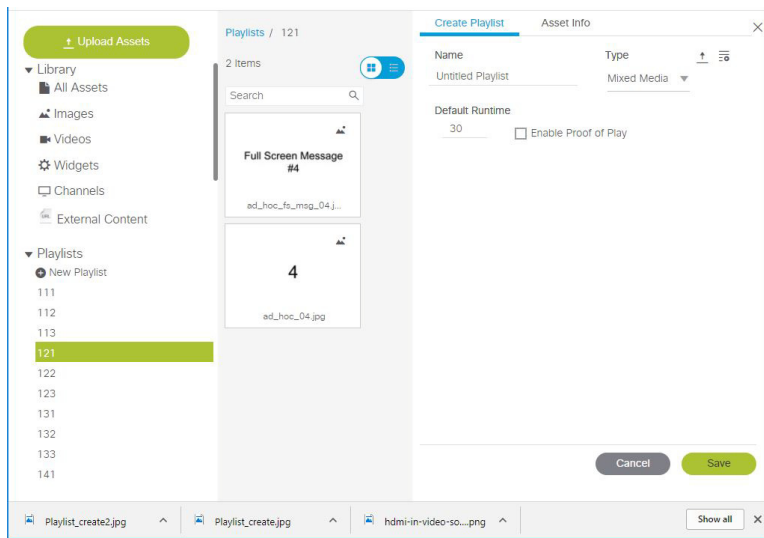 Upload Assets
Library
All Assets
Images
Videos
Widgets
Channels
URL
External Content
Playlists
New Playlist
111
112
113
121
122
123
131
132
133
141
Playlists / 121
2 Items
Search
Full Screen Message
#4
ad_hoc_fs_msg_04.j...
4
ad_hoc_04.jpg
Create Playlist
Asset Info
Name
Type
Untitled Playlist
Mixed Media
Default Runtime
30
Enable Proof of Play
Cancel
Save
Playlist_create2.jpg
Playlist_create.jpg
hdmi-in-video-so....png
Show all